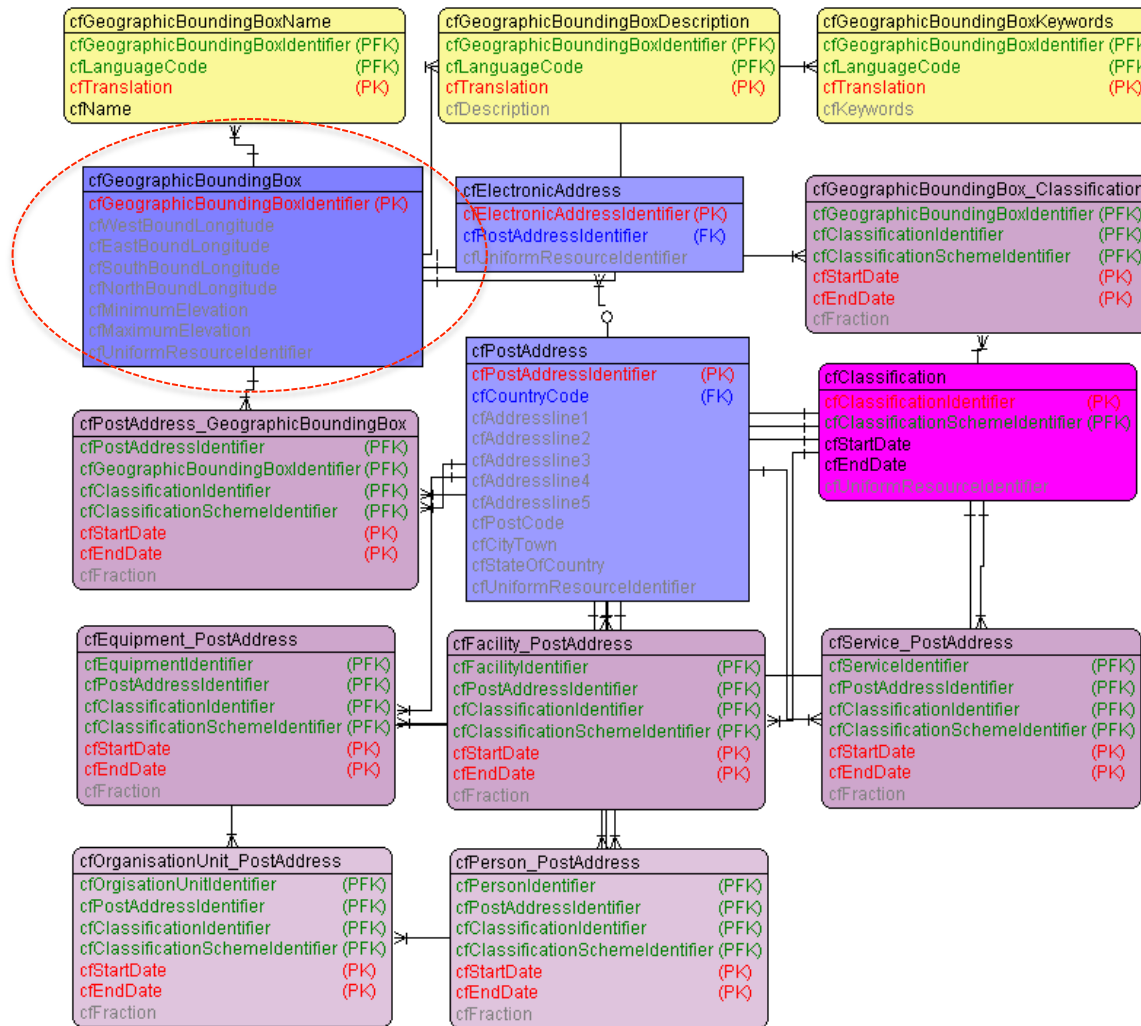 cfGeographicBoundingBoxName
cfGeographicBoundingBoxIdentifier (PFK)
cfLanguageCode (PFK)
cfTranslation (PK)
cfName
cfGeographicBoundingBoxDescription
cfGeographicBoundingBoxIdentifier (PFK)
cfLanguageCode (PFK)
cfTranslation (PK)
cfDescription
cfGeographicBoundingBoxKeywords
cfGeographicBoundingBoxIdentifier (PFK
cfLanguageCode (PFK
cfTranslation (PK)
cfKeywords
cfGeographicBoundingBox
cfGeographicBoundingBoxIdentifier (PK)
cfWestBoundLongitude
cfEastBoundLongitude
cfSouthBoundLongitude
cfNorthBoundLongitude
cfMinimumElevation
cfMaximumElevation
cfUniformResourceIdentifier
cfElectronicAddress
cfElectronicAddressIdentifier (PK)
cfPostAddressIdentifier (FK)
cfUniformResourceIdentifier
cfGeographicBoundingBox_Classification
cfGeographicBoundingBoxIdentifier (PFK)
cfClassificationIdentifier (PFK)
cfClassificationSchemeIdentifier (PFK)
cfStartDate (PK)
cfEndDate (PK)
cfFraction
cfPostAddress
cfPostAddressIdentifier (PK)
cfCountryCode (FK)
cfAddressline1
cfAddressline2
cfAddressline3
cfAddressline4
cfAddressline5
cfPostCode
cfCityTown
cfStateOfCountry
cfUniformResourceIdentifier
cfClassification
cfClassificationIdentifier (PK)
cfClassificationSchemeIdentifier (PFK)
cfStartDate
cfEndDate
cfUniformResourceIdentifier
cfPostAddress_GeographicBoundingBox
cfPostAddressIdentifier (PFK)
cfGeographicBoundingBoxIdentifier (PFK)
cfClassificationIdentifier (PFK)
cfClassificationSchemeIdentifier (PFK)
cfStartDate (PK)
cfEndDate (PK)
cfFraction
cfEquipment_PostAddress
cfEquipmentIdentifier (PFK)
cfPostAddressIdentifier (PFK)
cfClassificationIdentifier (PFK)
cfClassificationSchemeIdentifier (PFK)
cfStartDate (PK)
cfEndDate (PK)
cfFraction
cfFacility_PostAddress
cfFacilityIdentifier (PFK)
cfPostAddressIdentifier (PFK)
cfClassificationIdentifier (PFK)
cfClassificationSchemeIdentifier (PFK)
cfStartDate (PK)
cfEndDate (PK)
cfFraction
cfService_PostAddress
cfServiceIdentifier (PFK)
cfPostAddressIdentifier (PFK)
cfClassificationIdentifier (PFK)
cfClassificationSchemeIdentifier (PFK)
cfStartDate (PK)
cfEndDate (PK)
cfFraction
cfOrganisationUnit_PostAddress
cfOrgisationUnitIdentifier (PFK)
cfPostAddressIdentifier (PFK)
cfClassificationIdentifier (PFK)
cfClassificationSchemeIdentifier (PFK)
cfStartDate (PK)
cfEndDate (PK)
cfFraction
cfPerson_PostAddress
cfPersonIdentifier (PFK)
cfPostAddressIdentifier (PFK)
cfClassificationIdentifier (PFK)
cfClassificationSchemeIdentifier (PFK)
cfStartDate (PK)
cfEndDate (PK)
cfFraction